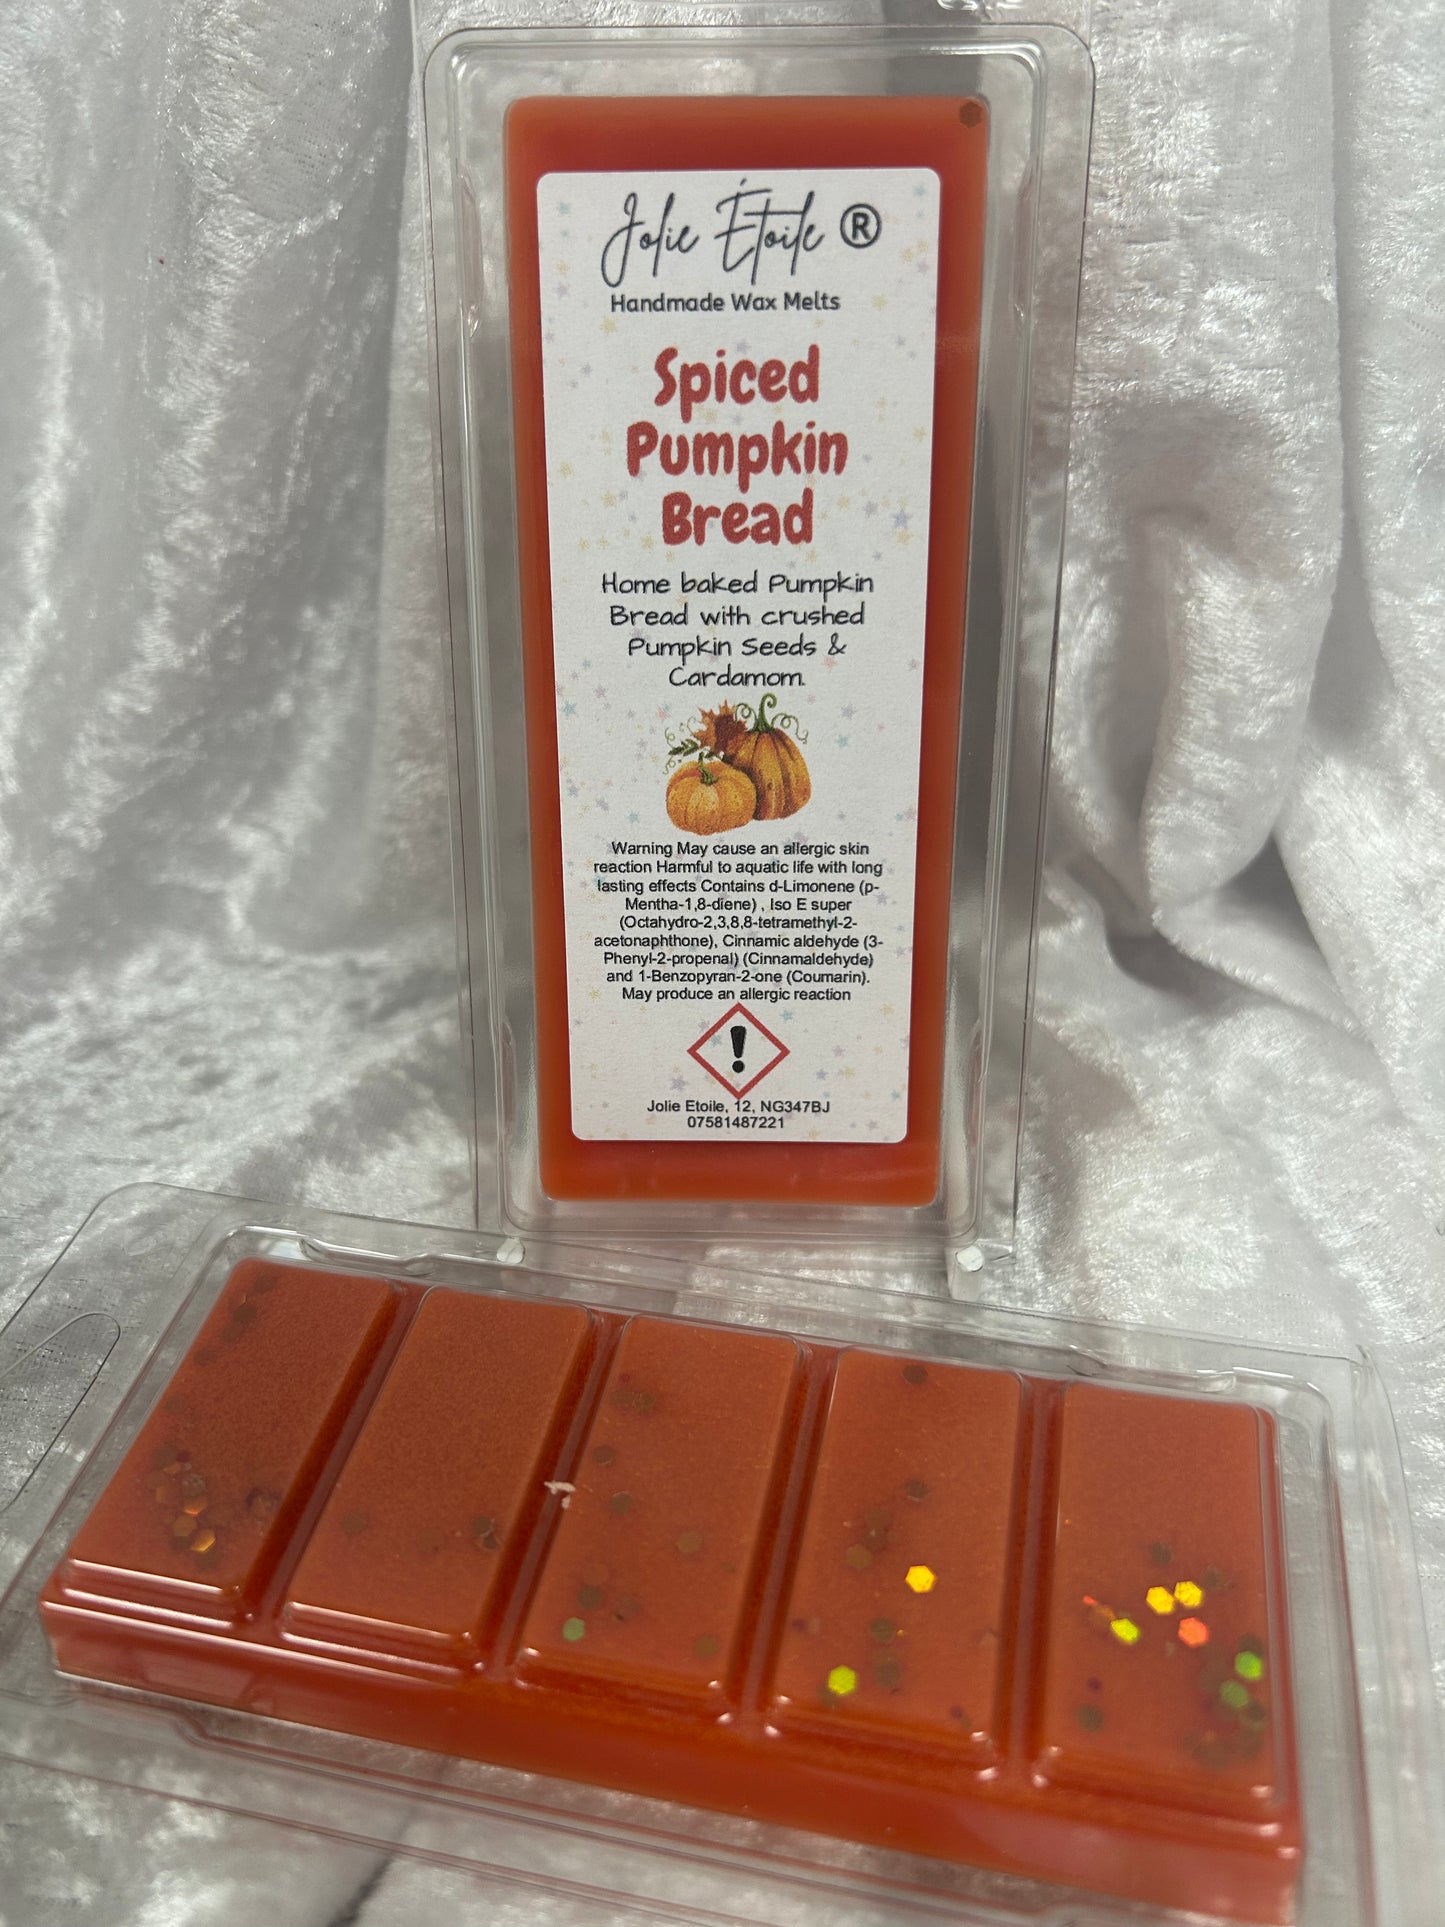 Jolie Étoile ®
Handmade Wax Melts
Spiced
Pumpkin
Bread
Home baked Pumpkin
Bread with crushed
Pumpkin Seeds &
Cardamom.
Warning May cause an allergic skin
reaction Harmful to aquatic life with long
lasting effects Contains d-Limonene (p-
Mentha-1,8-diene) , Iso E super
(Octahydro-2,3,8,8-tetramethyl-2-
acetonaphthone), Cinnamic aldehyde (3-
Phenyl-2-propenal) (Cinnamaldehyde)
and 1-Benzopyran-2-one (Coumarin).
May produce an allergic reaction
Jolie Etoile, 12, NG347BJ
07581487221